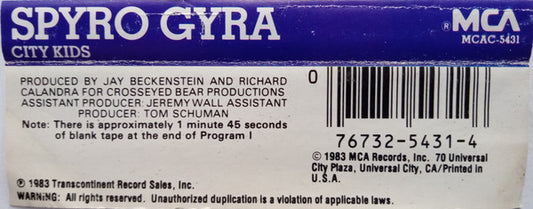 SPYRO GYRA
CITY KIDS
® MCA
MCAC-5431
PRODUCED BY JAY BECKENSTEIN AND RICHARD
CALANDRA FOR CROSSEYED BEAR PRODUCTIONS
ASSISTANT PRODUCER: JEREMY WALL ASSISTANT
PRODUCER: TOM SCHUMAN
Note: There is approximately 1 minute 45 seconds
of blank tape at the end of Program I
℗ 1983 Transcontinent Record Sales, Inc.
0
76732-5431-4
© 1983 MCA Records, Inc. 70 Universal
City Plaza, Universal City, CA/Printed in
U.S.A.
WARNING: All rights reserved. Unauthorized duplication is a violation of applicable laws.